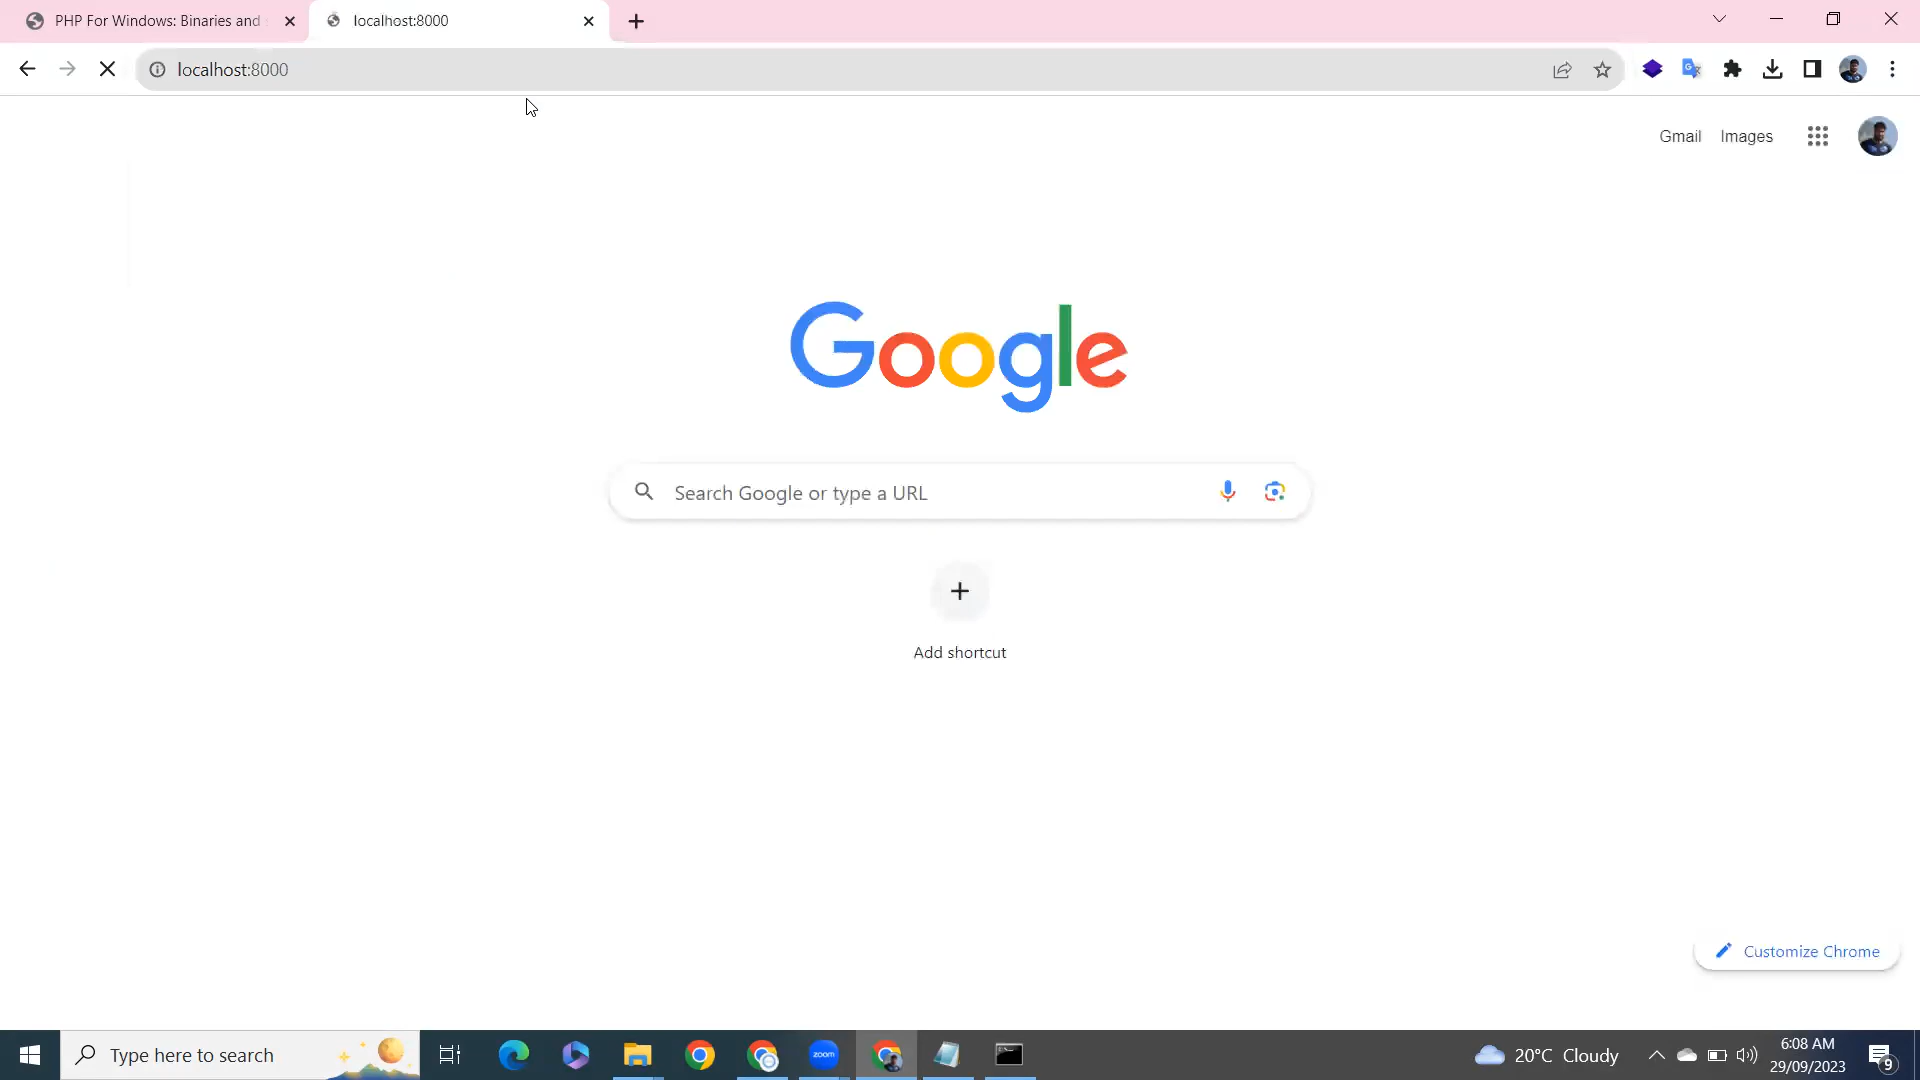 PHP For Windows: Binaries and
localhost:8000
localhost:8000
Gmail
Images
Google
Search Google or type a URL
Add shortcut
Customize Chrome
Type here to search
zoom
20°C Cloudy
6:08 AM
29/09/2023
9